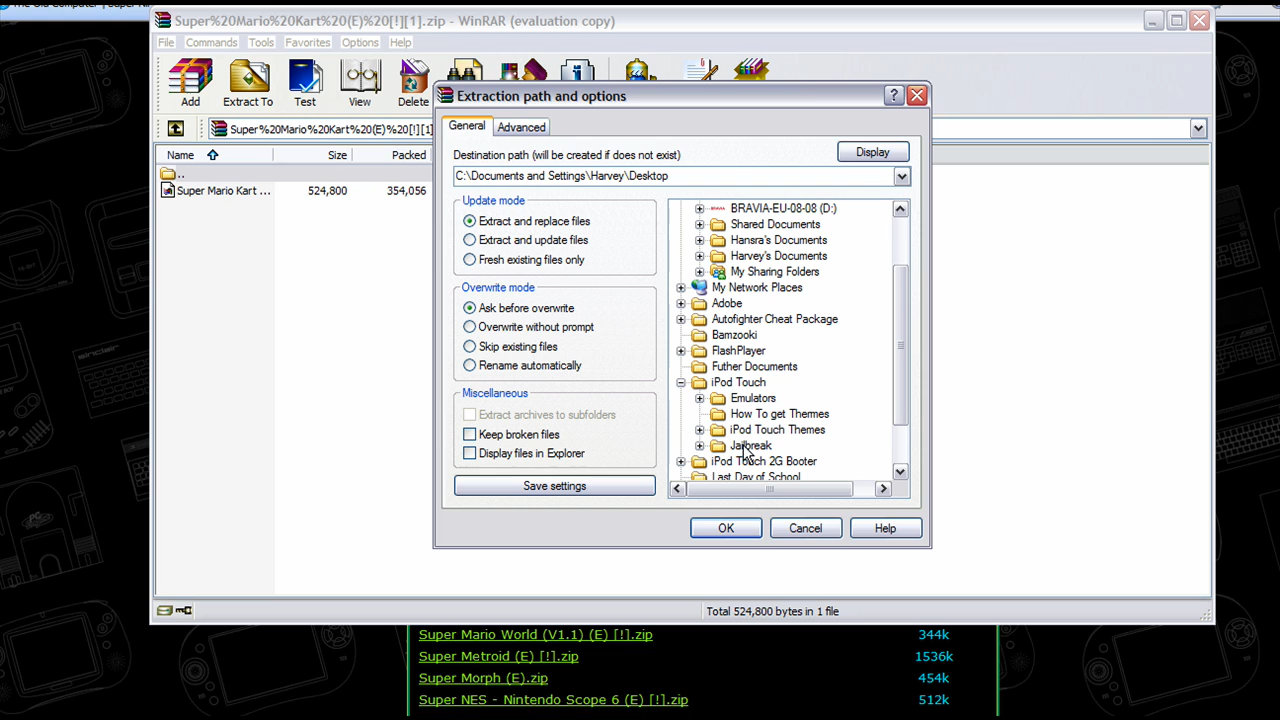 Super%20Mario%20Kart%20(E)%20[!][1].zip - WinRAR (evaluation copy)
File Commands Tools Favorites Options Help
Add Extract To Test View Delete
Super%20Mario%20Kart%20(E)%20[!][1]
Name Size Packed
..
Super Mario Kart ... 524,800 354,056
Extraction path and options
General Advanced
Destination path (will be created if does not exist)
Display
C:\Documents and Settings\Harvey\Desktop
Update mode
Extract and replace files
Extract and update files
Fresh existing files only
Overwrite mode
Ask before overwrite
Overwrite without prompt
Skip existing files
Rename automatically
Miscellaneous
Extract archives to subfolders
Keep broken files
Display files in Explorer
Save settings
BRAVIA-EU-08-08 (D:)
Shared Documents
Hansra's Documents
Harvey's Documents
My Sharing Folders
My Network Places
Adobe
Autofighter Cheat Package
Bamzooki
FlashPlayer
Futher Documents
iPod Touch
Emulators
How To get Themes
iPod Touch Themes
Jailbreak
iPod Touch 2G Booter
Last Day of School
OK Cancel Help
Total 524,800 bytes in 1 file
Super Mario World (V1.1) (E) [!].zip 344k
Super Metroid (E) [!].zip 1536k
Super Morph (E).zip 454k
Super NES - Nintendo Scope 6 (E) [!].zip 512k